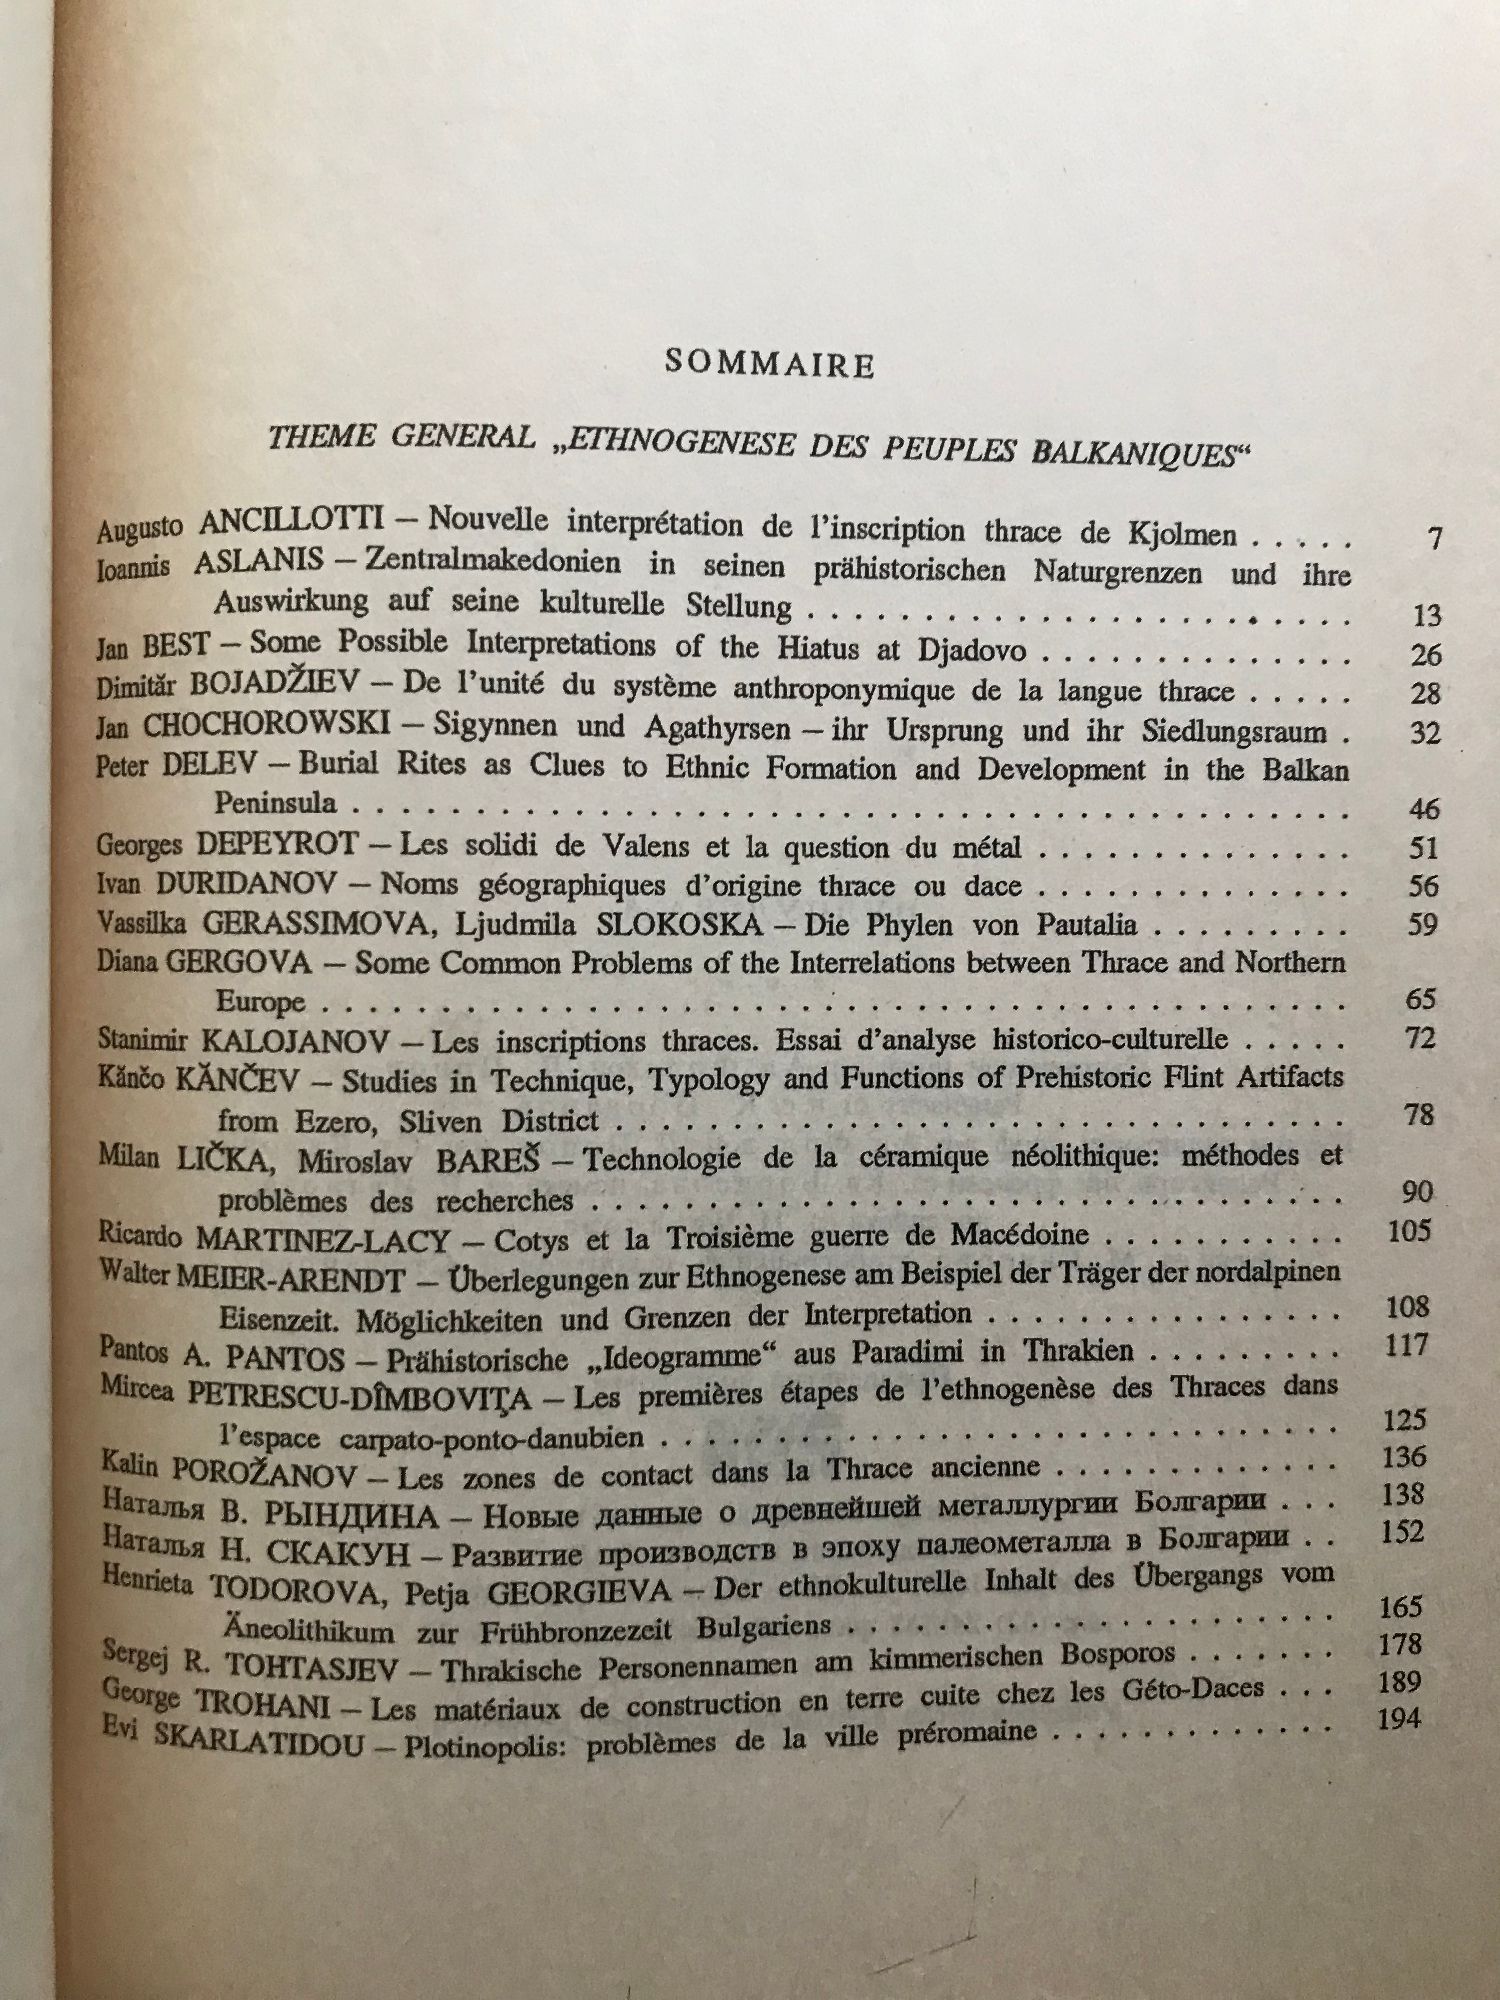 SOMMAIRE
THEME GENERAL „ETHNOGENESE DES PEUPLES BALKANIQUES“
Augusto ANCILLOTTI – Nouvelle interprétation de l'inscription thrace de Kjolmen . . . . . 7
Ioannis ASLANIS – Zentralmakedonien in seinen prähistorischen Naturgrenzen und ihre
Auswirkung auf seine kulturelle Stellung . . . . . . . . . . . . . . . . . . . . . . . 13
Jan BEST – Some Possible Interpretations of the Hiatus at Djadovo . . . . . . . . . . . . . . 26
Dimităr BOJADŽIEV – De l'unité du système anthroponymique de la langue thrace . . . . . 28
Jan CHOCHOROWSKI – Sigynnen und Agathyrsen – ihr Ursprung und ihr Siedlungsraum . 32
Peter DELEV – Burial Rites as Clues to Ethnic Formation and Development in the Balkan
Peninsula . . . . . . . . . . . . . . . . . . . . . . . . . . . . . . . . . . . . . . . . . 46
Georges DEPEYROT – Les solidi de Valens et la question du métal . . . . . . . . . . . . . . 51
Ivan DURIDANOV – Noms géographiques d'origine thrace ou dace . . . . . . . . . . . . . . 56
Vassilka GERASSIMOVA, Ljudmila SLOKOSKA – Die Phylen von Pautalia . . . . . . . . . 59
Diana GERGOVA – Some Common Problems of the Interrelations between Thrace and Northern
Europe . . . . . . . . . . . . . . . . . . . . . . . . . . . . . . . . . . . . . . . . . . 65
Stanimir KALOJANOV – Les inscriptions thraces. Essai d'analyse historico-culturelle . . . . . 72
Kănčo KĂNČEV – Studies in Technique, Typology and Functions of Prehistoric Flint Artifacts
from Ezero, Sliven District . . . . . . . . . . . . . . . . . . . . . . . . . . . . . . . 78
Milan LIČKA, Miroslav BAREŠ – Technologie de la céramique néolithique: méthodes et
problèmes des recherches . . . . . . . . . . . . . . . . . . . . . . . . . . . . . . . . 90
Ricardo MARTINEZ-LACY – Cotys et la Troisième guerre de Macédoine . . . . . . . . . . . 105
Walter MEIER-ARENDT – Überlegungen zur Ethnogenese am Beispiel der Träger der nordalpinen
Eisenzeit. Möglichkeiten und Grenzen der Interpretation . . . . . . . . . . . . . . . . 108
Pantos A. PANTOS – Prähistorische „Ideogramme“ aus Paradimi in Thrakien . . . . . . . . . 117
Mircea PETRESCU-DÎMBOVIŢA – Les premières étapes de l'ethnogenèse des Thraces dans
l'espace carpato-ponto-danubien . . . . . . . . . . . . . . . . . . . . . . . . . . . . . 125
Kalin POROŽANOV – Les zones de contact dans la Thrace ancienne . . . . . . . . . . . . . 136
Наталья В. РЫНДИНА – Новые данные о древнейшей металлургии Болгарии . . . 138
Наталья Н. СКАКУН – Развитие производств в эпоху палеометалла в Болгарии . . 152
Henrieta TODOROVA, Petja GEORGIEVA – Der ethnokulturelle Inhalt des Übergangs vom
Äneolithikum zur Frühbronzezeit Bulgariens . . . . . . . . . . . . . . . . . . . . . 165
Sergej R. TOHTASJEV – Thrakische Personennamen am kimmerischen Bosporos . . . . . . . 178
George TROHANI – Les matériaux de construction en terre cuite chez les Géto-Daces . . . 189
Evi SKARLATIDOU – Plotinopolis: problèmes de la ville préromaine . . . . . . . . . . . . . 194